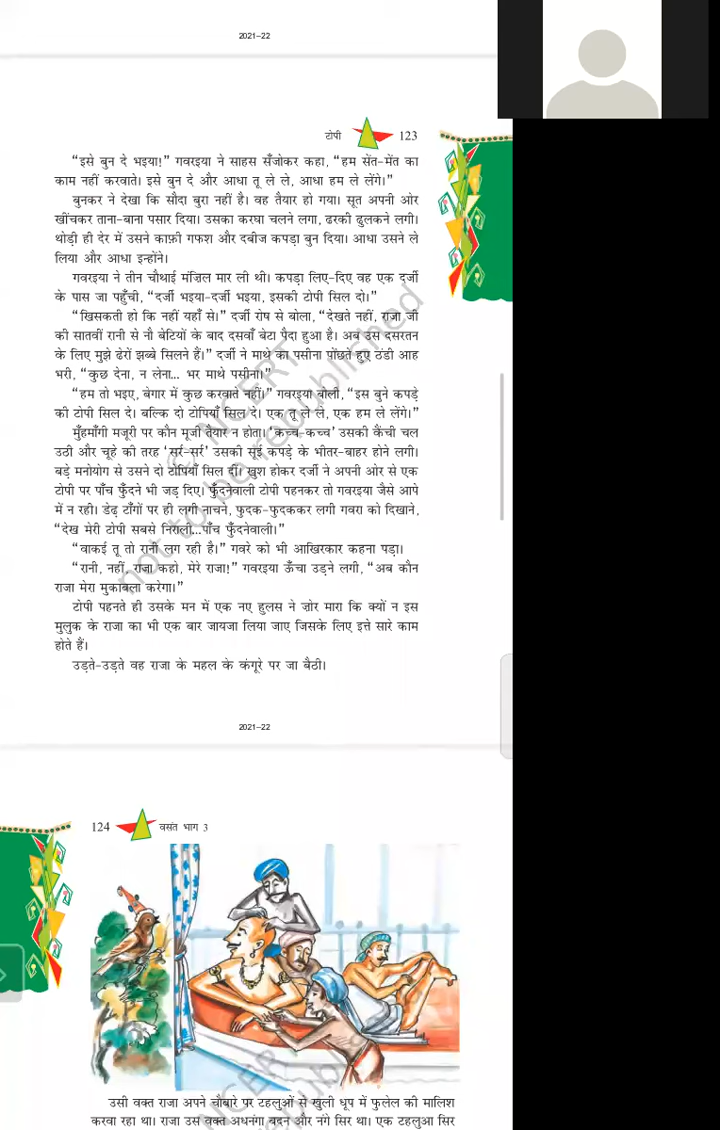 2021–22
टोपी 123
“इसे बुन दे भइया!” गवरइया ने साहस सँजोकर कहा, “हम सेंत-मेंत का
काम नहीं करवाते। इसे बुन दे और आधा तू ले ले, आधा हम ले लेंगे।”
बुनकर ने देखा कि सौदा बुरा नहीं है। वह तैयार हो गया। सूत अपनी ओर
खींचकर ताना-बाना पसार दिया। उसका करघा चलने लगा, ढरकी ढुलकने लगी।
थोड़ी ही देर में उसने काफ़ी गफश और दबीज कपड़ा बुन दिया। आधा उसने ले
लिया और आधा इन्होंने।
गवरइया ने तीन चौथाई मंज़िल मार ली थी। कपड़ा लिए-दिए वह एक दर्जी
के पास जा पहुँची, “दर्जी भइया-दर्जी भइया, इसकी टोपी सिल दो।”
“खिसकती हो कि नहीं यहाँ से।” दर्जी रोष से बोला, “देखते नहीं, राजा जी
की सातवीं रानी से नौ बेटियों के बाद दसवाँ बेटा पैदा हुआ है। अब उस दसरतन
के लिए मुझे ढेरों झब्बे सिलने हैं।” दर्जी ने माथे का पसीना पोंछते हुए ठंडी आह
भरी, “कुछ देना, न लेना... भर माथे पसीना।”
“हम तो भइए, बेगार में कुछ करवाते नहीं।” गवरइया बोली, “इस बुने कपड़े
की टोपी सिल दे। बल्कि दो टोपियाँ सिल दे। एक तू ले ले, एक हम ले लेंगे।”
मुँहमाँगी मजूरी पर कौन मूजी तैयार न होता। ‘कच्च-कच्च’ उसकी कैंची चल
उठी और चूहे की तरह ‘सर्र-सर्र’ उसकी सुई कपड़े के भीतर-बाहर होने लगी।
बड़े मनोयोग से उसने दो टोपियाँ सिल दीं। खुश होकर दर्जी ने अपनी ओर से एक
टोपी पर पाँच फुँदने भी जड़ दिए। फुँदनेवाली टोपी पहनकर तो गवरइया जैसे आपे
में न रही। डेढ़ टाँगों पर ही लगी नाचने, फुदक-फुदककर लगी गवरा को दिखाने,
“देख मेरी टोपी सबसे निराली...पाँच फुँदनेवाली।”
“वाकई तू तो रानी लग रही है।” गवरे को भी आखिरकार कहना पड़ा।
“रानी, नहीं, राजा कहो, मेरे राजा!” गवरइया ऊँचा उड़ने लगी, “अब कौन
राजा मेरा मुकाबला करेगा।”
टोपी पहनते ही उसके मन में एक नए हुलस ने ज़ोर मारा कि क्यों न इस
मुलुक के राजा का भी एक बार जायजा लिया जाए जिसके लिए इत्ते सारे काम
होते हैं।
उड़ते-उड़ते वह राजा के महल के कंगूरे पर जा बैठी।
© NCERT
not to be republished
2021–22
124 वसंत भाग 3
उसी वक्त राजा अपने चौबारे पर टहलुओं से खुली धूप में फुलेल की मालिश
करवा रहा था। राजा उस वक्त अधनंगा बदन और नंगे सिर था। एक टहलुआ सिर